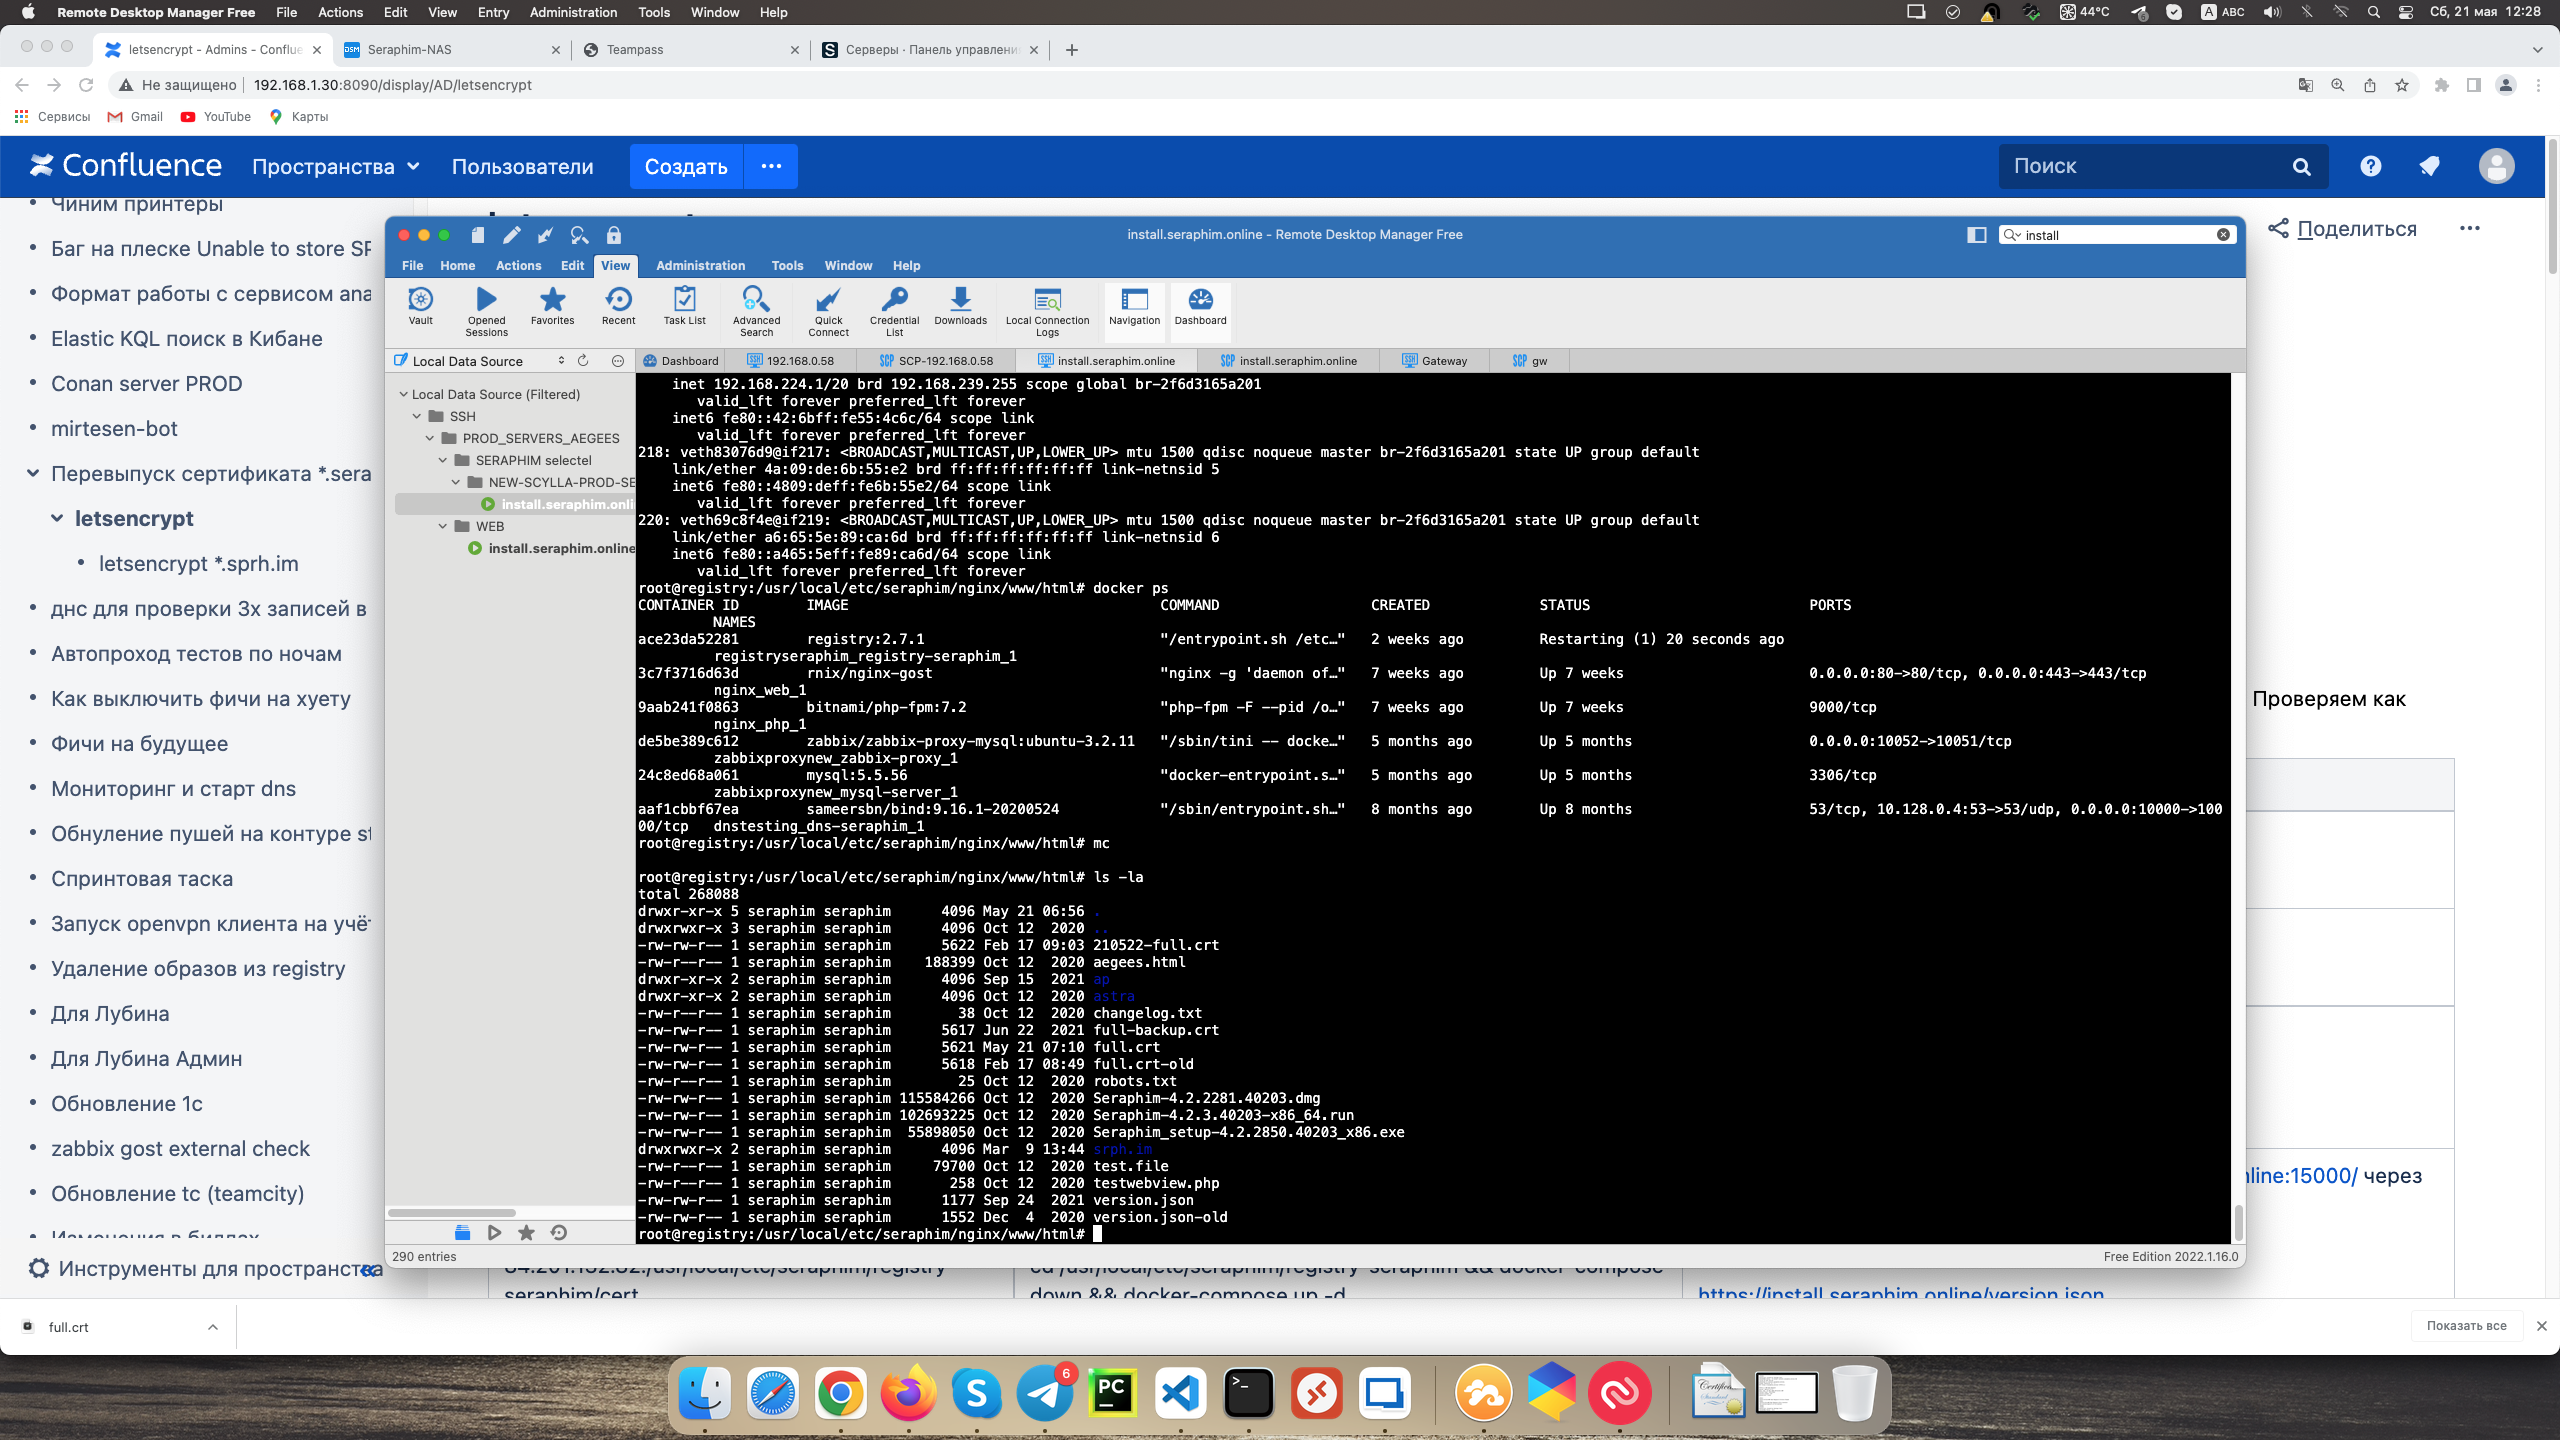 Remote Desktop Manager Free File Actions Edit View Entry Administration Tools Window Help 44°C A ABC Сб, 21 мая 12:28
letsencrypt - Admins - Conflue Seraphim-NAS Teampass Серверы · Панель управлени
Не защищено 192.168.1.30:8090/display/AD/letsencrypt
Сервисы Gmail YouTube Карты
Confluence Пространства Пользователи Создать Поиск
Чиним принтеры
Баг на плеске Unable to store SF
Формат работы с сервисом ana
Elastic KQL поиск в Кибане
Conan server PROD
mirtesen-bot
Перевыпуск сертификата *.sera
letsencrypt
letsencrypt *.sprh.im
днс для проверки 3х записей в
Автопроход тестов по ночам
Как выключить фичи на хуету
Фичи на будущее
Мониторинг и старт dns
Обнуление пушей на контуре st
Спринтовая таска
Запуск openvpn клиента на учёт
Удаление образов из registry
Для Лубина
Для Лубина Админ
Обновление 1с
zabbix gost external check
Обновление tc (teamcity)
Изменения в билдах
Инструменты для пространства
Поделиться
Проверяем как
nline:15000/ через
install.seraphim.online - Remote Desktop Manager Free
install
File Home Actions Edit View Administration Tools Window Help
Vault Opened Sessions Favorites Recent Task List Advanced Search Quick Connect Credential List Downloads Local Connection Logs Navigation Dashboard
Local Data Source Dashboard 192.168.0.58 SCP-192.168.0.58 install.seraphim.online install.seraphim.online Gateway gw
Local Data Source (Filtered)
SSH
PROD_SERVERS_AEGEES
SERAPHIM selectel
NEW-SCYLLA-PROD-SE
install.seraphim.onli
WEB
install.seraphim.online
inet 192.168.224.1/20 brd 192.168.239.255 scope global br-2f6d3165a201
valid_lft forever preferred_lft forever
inet6 fe80::42:6bff:fe55:4c6c/64 scope link
valid_lft forever preferred_lft forever
218: veth83076d9@if217: <BROADCAST,MULTICAST,UP,LOWER_UP> mtu 1500 qdisc noqueue master br-2f6d3165a201 state UP group default
link/ether 4a:09:de:6b:55:e2 brd ff:ff:ff:ff:ff:ff link-netnsid 5
inet6 fe80::4809:deff:fe6b:55e2/64 scope link
valid_lft forever preferred_lft forever
220: veth69c8f4e@if219: <BROADCAST,MULTICAST,UP,LOWER_UP> mtu 1500 qdisc noqueue master br-2f6d3165a201 state UP group default
link/ether a6:65:5e:89:ca:6d brd ff:ff:ff:ff:ff:ff link-netnsid 6
inet6 fe80::a465:5eff:fe89:ca6d/64 scope link
valid_lft forever preferred_lft forever
root@registry:/usr/local/etc/seraphim/nginx/www/html# docker ps
CONTAINER ID IMAGE COMMAND CREATED STATUS PORTS
NAMES
ace23da52281 registry:2.7.1 "/entrypoint.sh /etc…" 2 weeks ago Restarting (1) 20 seconds ago
registryseraphim_registry-seraphim_1
3c7f3716d63d rnix/nginx-gost "nginx -g 'daemon of…" 7 weeks ago Up 7 weeks 0.0.0.0:80->80/tcp, 0.0.0.0:443->443/tcp
nginx_web_1
9aab241f0863 bitnami/php-fpm:7.2 "php-fpm -F --pid /o…" 7 weeks ago Up 7 weeks 9000/tcp
nginx_php_1
de5be389c612 zabbix/zabbix-proxy-mysql:ubuntu-3.2.11 "/sbin/tini -- docke…" 5 months ago Up 5 months 0.0.0.0:10052->10051/tcp
zabbixproxynew_zabbix-proxy_1
24c8ed68a061 mysql:5.5.56 "docker-entrypoint.s…" 5 months ago Up 5 months 3306/tcp
zabbixproxynew_mysql-server_1
aaf1cbbf67ea sameersbn/bind:9.16.1-20200524 "/sbin/entrypoint.sh…" 8 months ago Up 8 months 53/tcp, 10.128.0.4:53->53/udp, 0.0.0.0:10000->100
00/tcp dnstesting_dns-seraphim_1
root@registry:/usr/local/etc/seraphim/nginx/www/html# mc
root@registry:/usr/local/etc/seraphim/nginx/www/html# ls -la
total 268088
drwxr-xr-x 5 seraphim seraphim 4096 May 21 06:56 .
drwxrwxr-x 3 seraphim seraphim 4096 Oct 12 2020 ..
-rw-rw-r-- 1 seraphim seraphim 5622 Feb 17 09:03 210522-full.crt
-rw-rw-r-- 1 seraphim seraphim 188399 Oct 12 2020 aegees.html
drwxr-xr-x 2 seraphim seraphim 4096 Sep 15 2021 ap
drwxr-xr-x 2 seraphim seraphim 4096 Oct 12 2020 astra
-rw-r--r-- 1 seraphim seraphim 38 Oct 12 2020 changelog.txt
-rw-rw-r-- 1 seraphim seraphim 5617 Jun 22 2021 full-backup.crt
-rw-rw-r-- 1 seraphim seraphim 5621 May 21 07:10 full.crt
-rw-rw-r-- 1 seraphim seraphim 5618 Feb 17 08:49 full.crt-old
-rw-r--r-- 1 seraphim seraphim 25 Oct 12 2020 robots.txt
-rw-rw-r-- 1 seraphim seraphim 115584266 Oct 12 2020 Seraphim-4.2.2281.40203.dmg
-rw-rw-r-- 1 seraphim seraphim 102693225 Oct 12 2020 Seraphim-4.2.3.40203-x86_64.run
-rw-rw-r-- 1 seraphim seraphim 55898050 Oct 12 2020 Seraphim_setup-4.2.2850.40203_x86.exe
drwxrwxr-x 2 seraphim seraphim 4096 Mar 9 13:44 srph.im
-rw-r--r-- 1 seraphim seraphim 79700 Oct 12 2020 test.file
-rw-rw-r-- 1 seraphim seraphim 258 Oct 12 2020 testwebview.php
-rw-rw-r-- 1 seraphim seraphim 1177 Sep 24 2021 version.json
-rw-rw-r-- 1 seraphim seraphim 1552 Dec 4 2020 version.json-old
root@registry:/usr/local/etc/seraphim/nginx/www/html#
290 entries Free Edition 2022.1.16.0
seraphim/cert down && docker-compose up -d https://install.seraphim.online/version.json
full.crt Показать все
6
PC